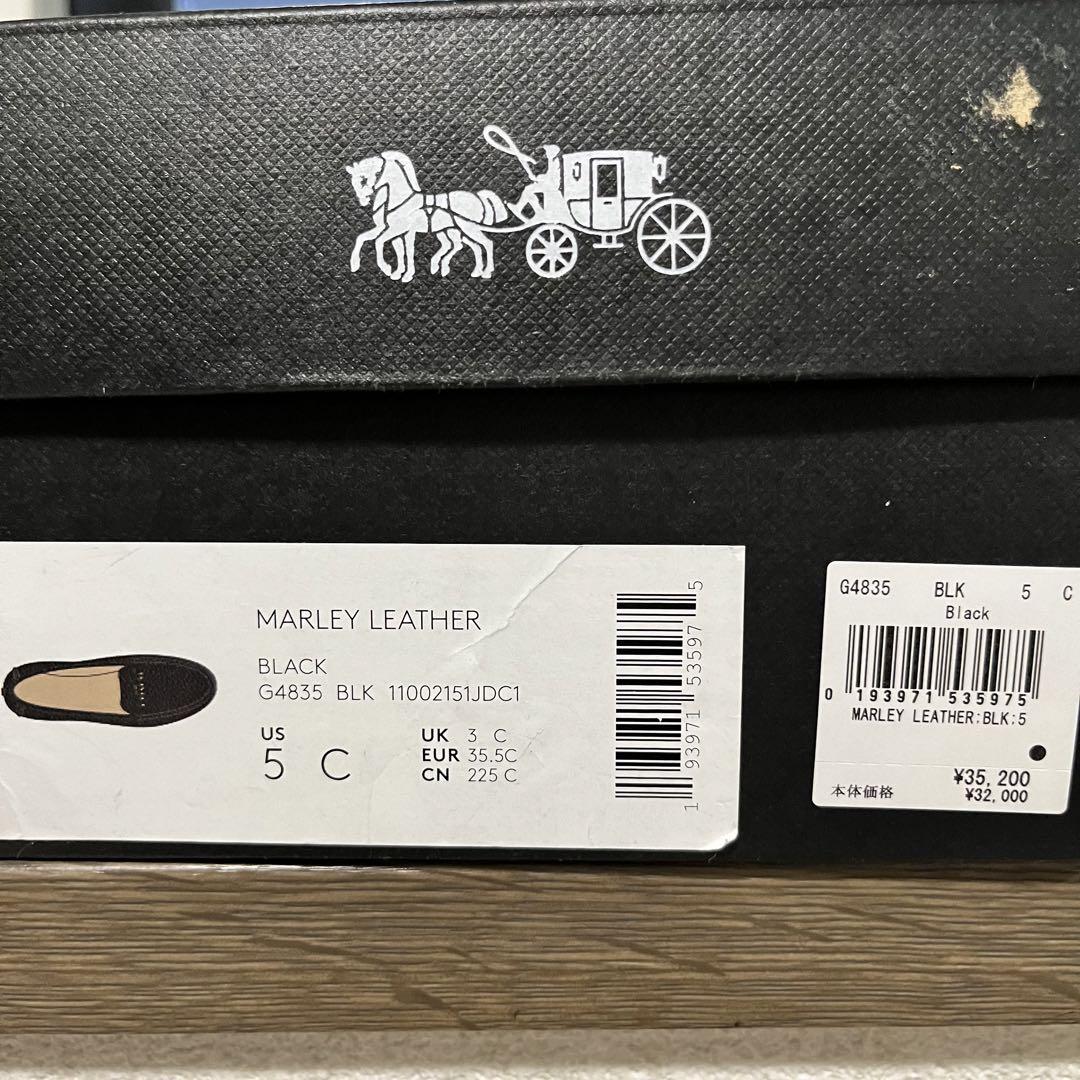 MARLEY LEATHER
BLACK
G4835 BLK 11002151JDC1
US
5 C
UK 3 C
EUR 35.5C
CN 225 C
1 93971 53597 5
G4835 BLK 5 C
Black
0 193971 535975
MARLEY LEATHER:BLK:5
¥35,200
本体価格 ¥32,000